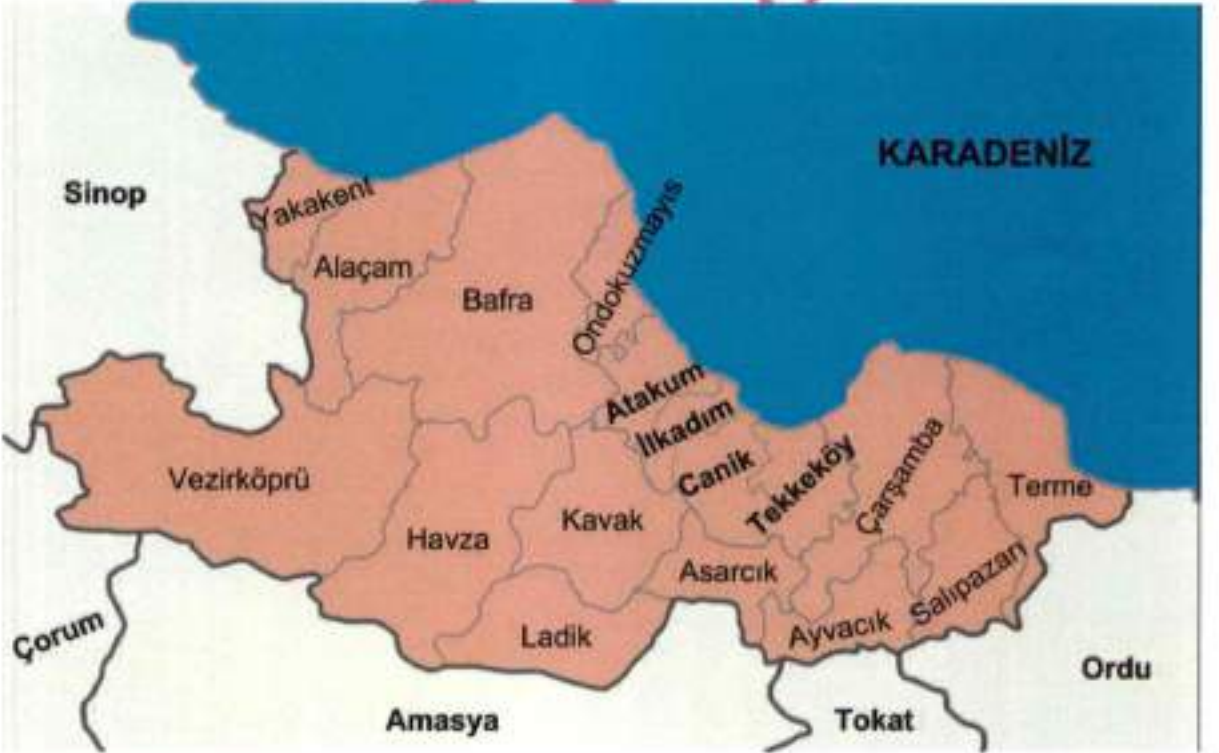 KARADENİZ
Sinop
Yakakent
Alaçam
Bafra
Ondokuzmayıs
Atakum
İlkadım
Canik
Tekkeköy
Çarşamba
Terme
Vezirköprü
Havza
Kavak
Asarcık
Salıpazarı
Ayvacık
Ladik
Çorum
Amasya
Tokat
Ordu